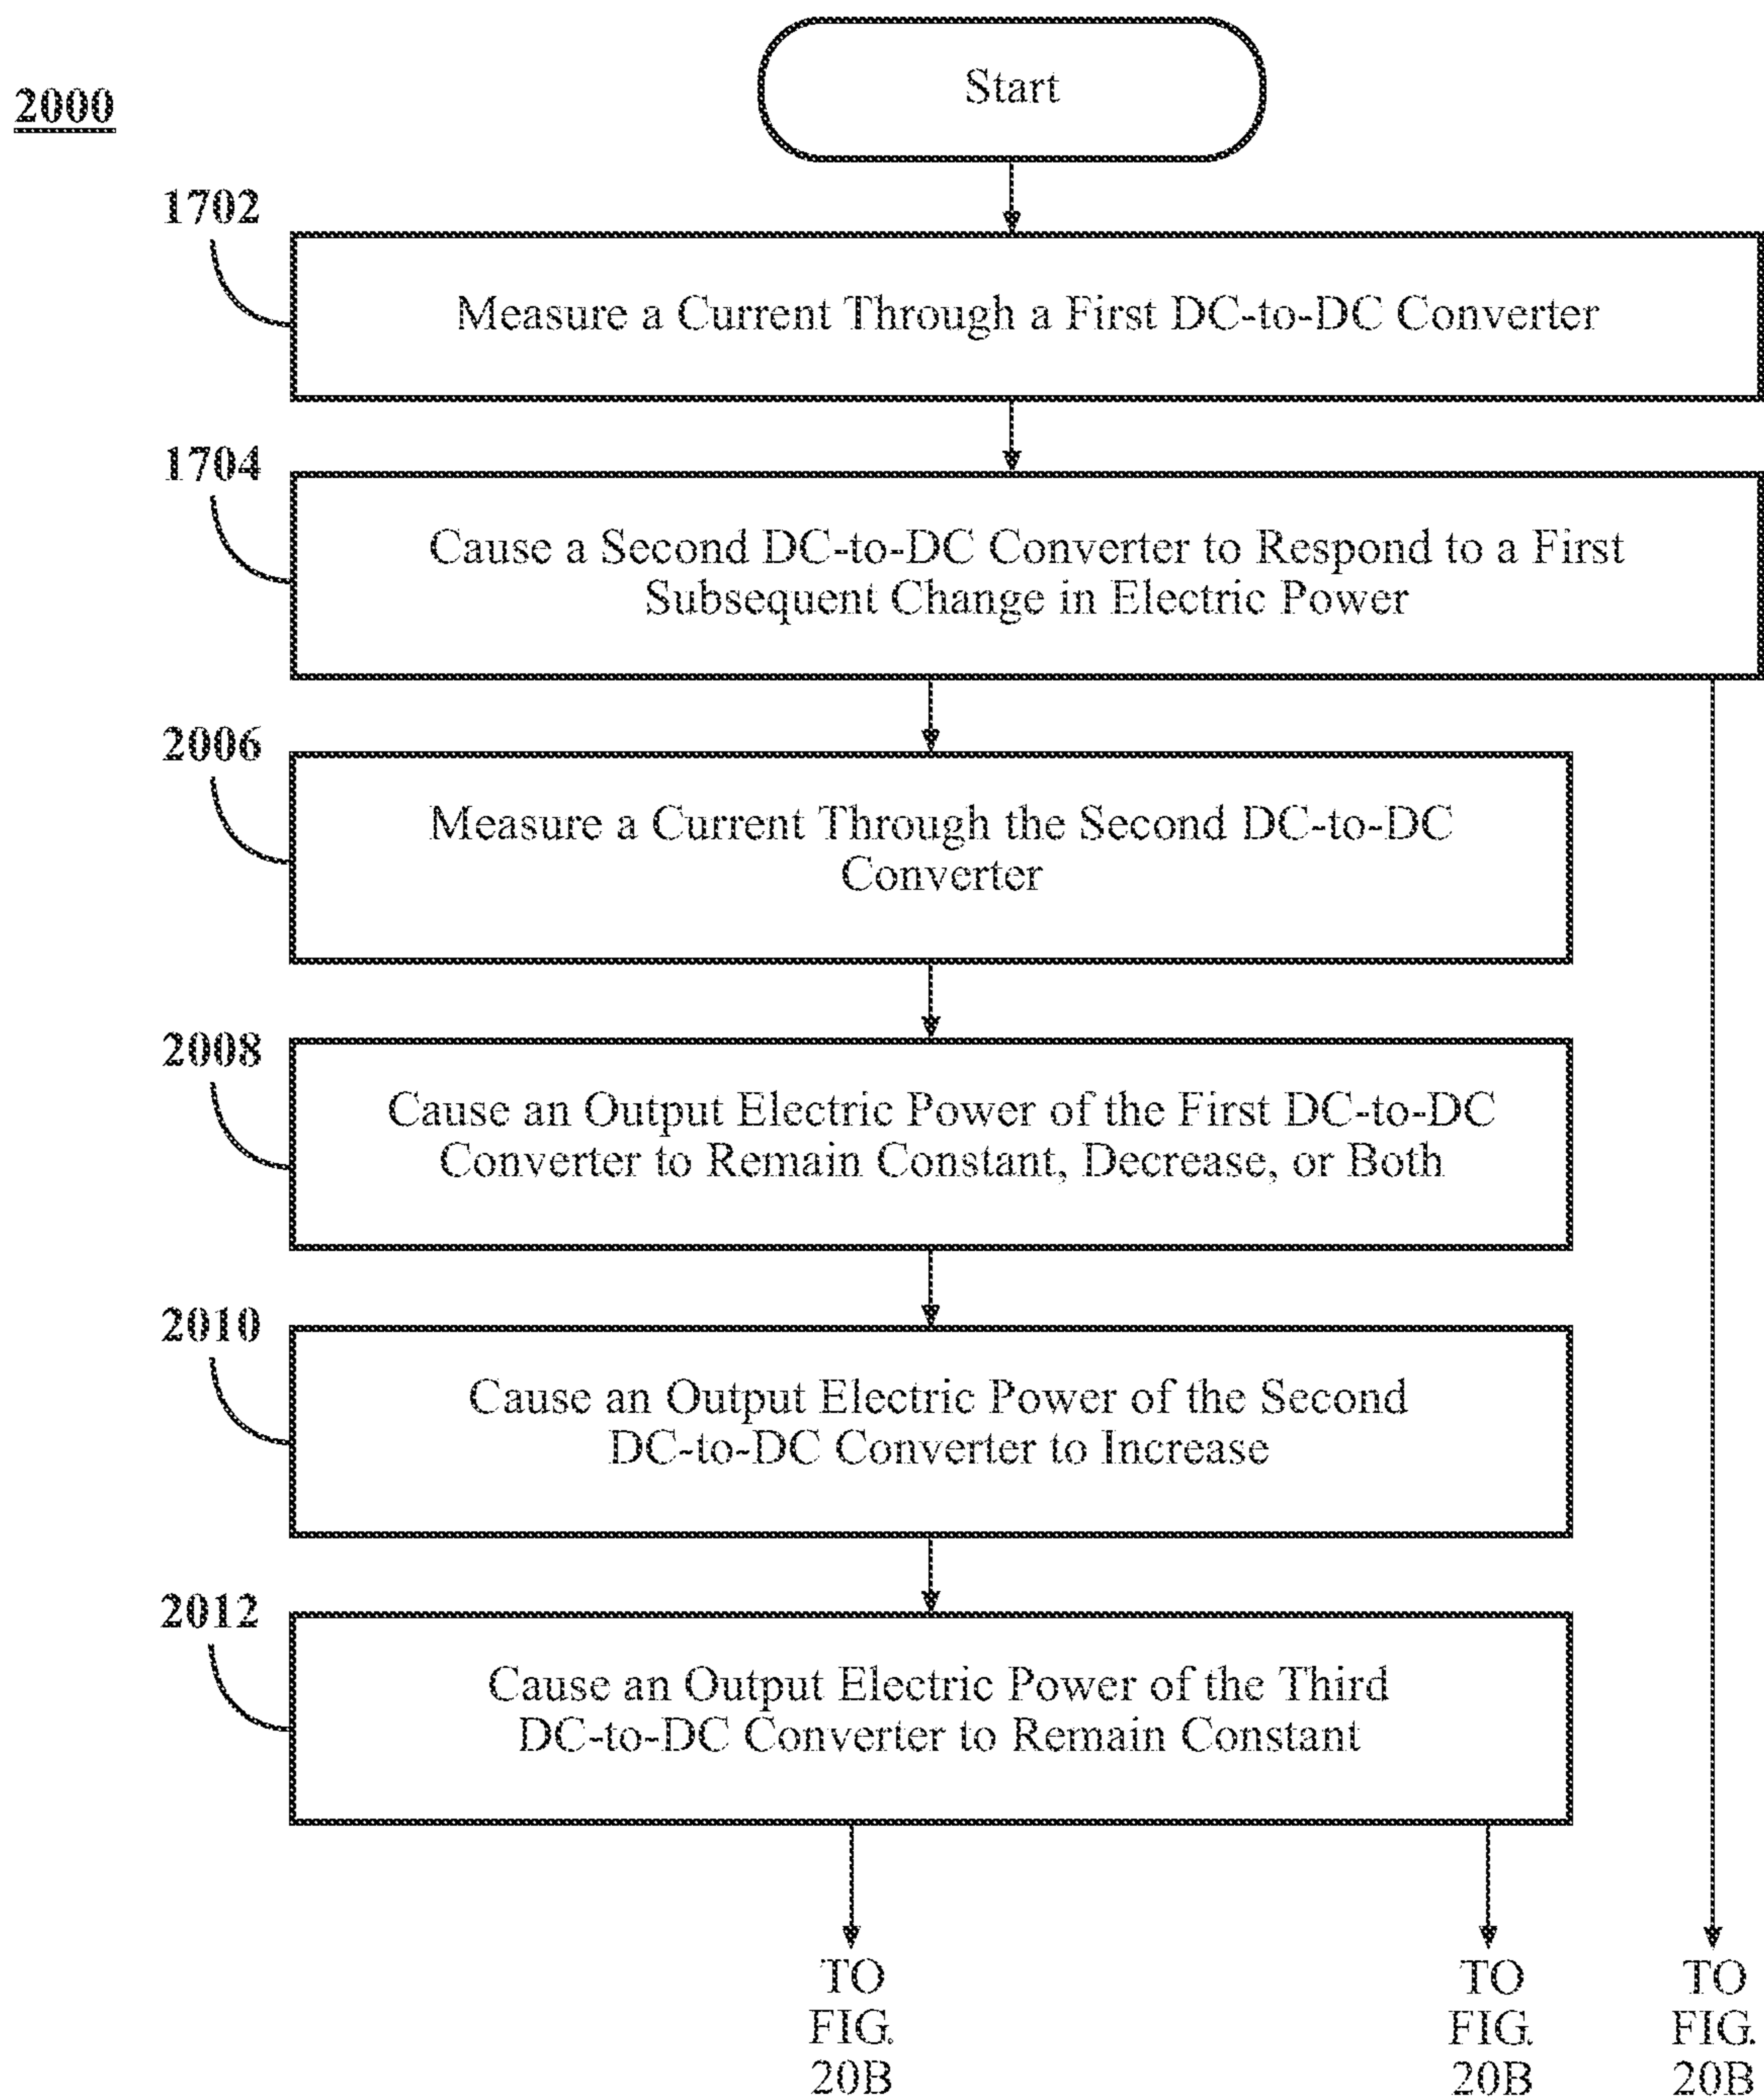 2000
Start
1702
Measure a Current Through a First DC-to-DC Converter
1704
Cause a Second DC-to-DC Converter to Respond to a First
Subsequent Change in Electric Power
2006
Measure a Current Through the Second DC-to-DC
Converter
2008
Cause an Output Electric Power of the First DC-to-DC
Converter to Remain Constant, Decrease, or Both
2010
Cause an Output Electric Power of the Second
DC-to-DC Converter to Increase
2012
Cause an Output Electric Power of the Third
DC-to-DC Converter to Remain Constant
TO
FIG.
20B
TO
FIG.
20B
TO
FIG.
20B